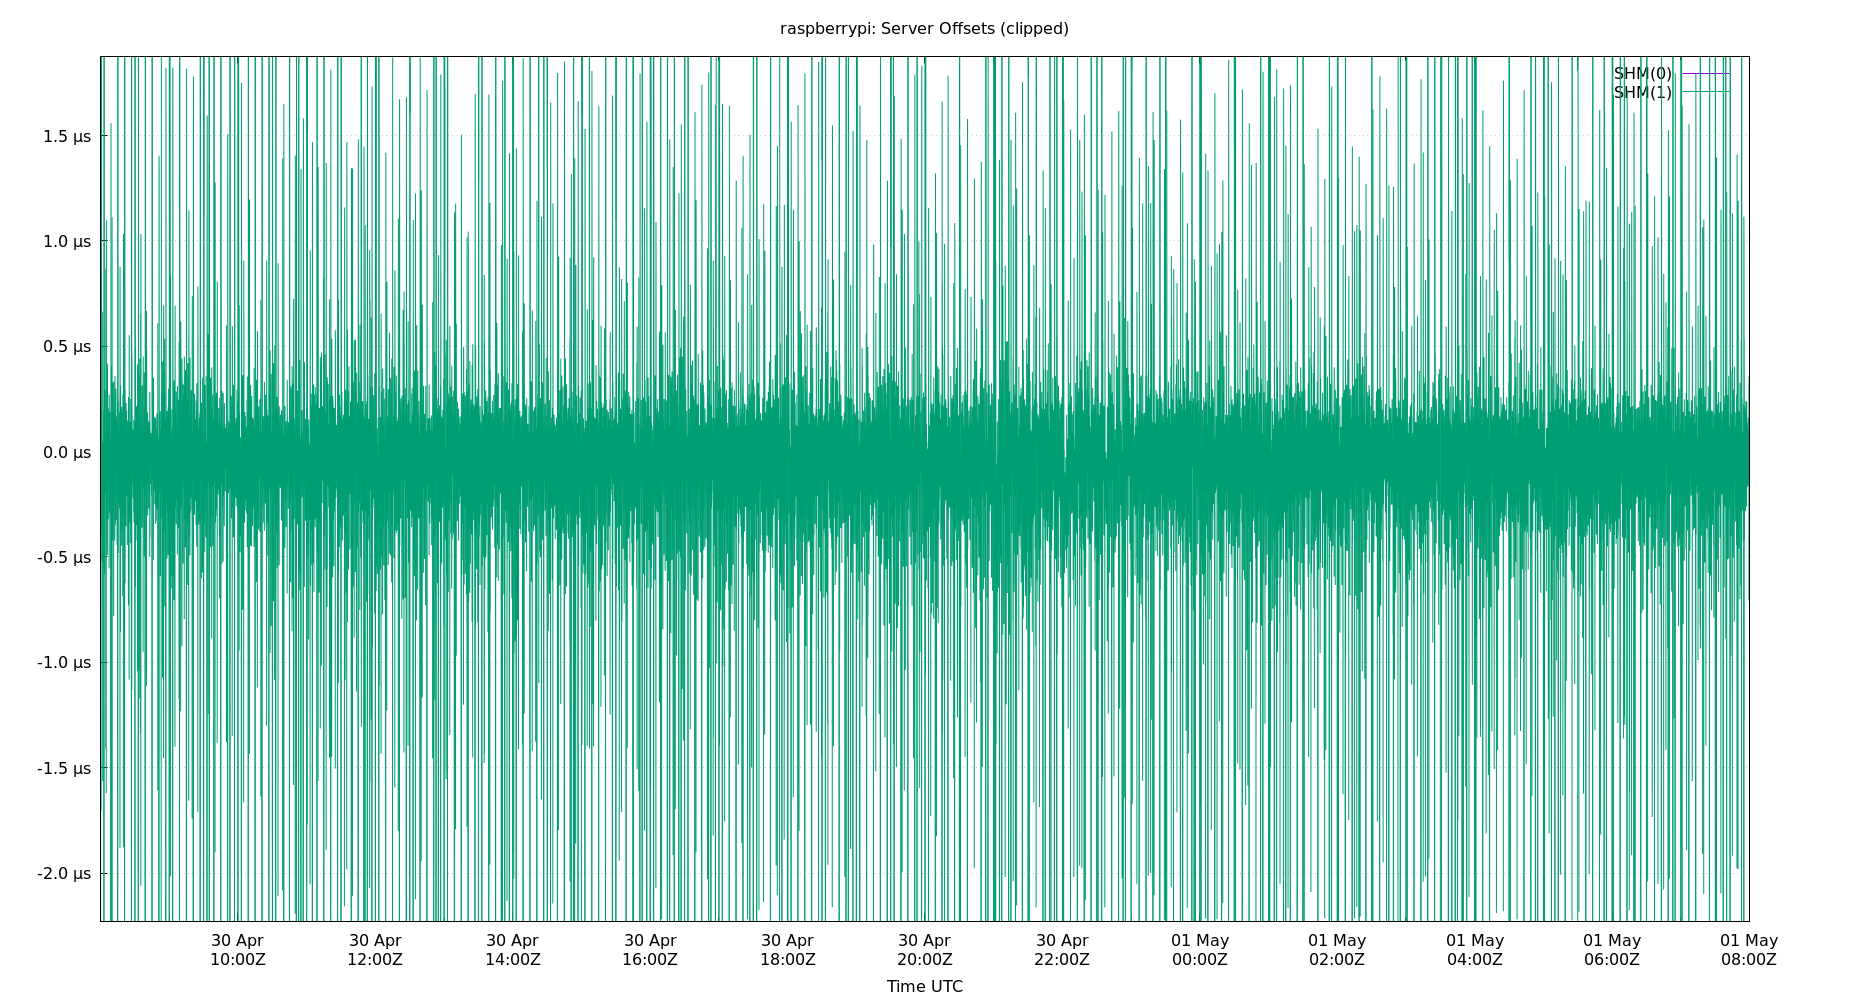 raspberrypi: Server Offsets (clipped)
SHM(0)
SHM(1)
1.5 µs
1.0 µs
0.5 µs
0.0 µs
-0.5 µs
-1.0 µs
-1.5 µs
-2.0 µs
30 Apr 30 Apr 30 Apr 30 Apr 30 Apr 30 Apr 30 Apr 01 May 01 May 01 May 01 May 01 May
10:00Z 12:00Z 14:00Z 16:00Z 18:00Z 20:00Z 22:00Z 00:00Z 02:00Z 04:00Z 06:00Z 08:00Z
Time UTC